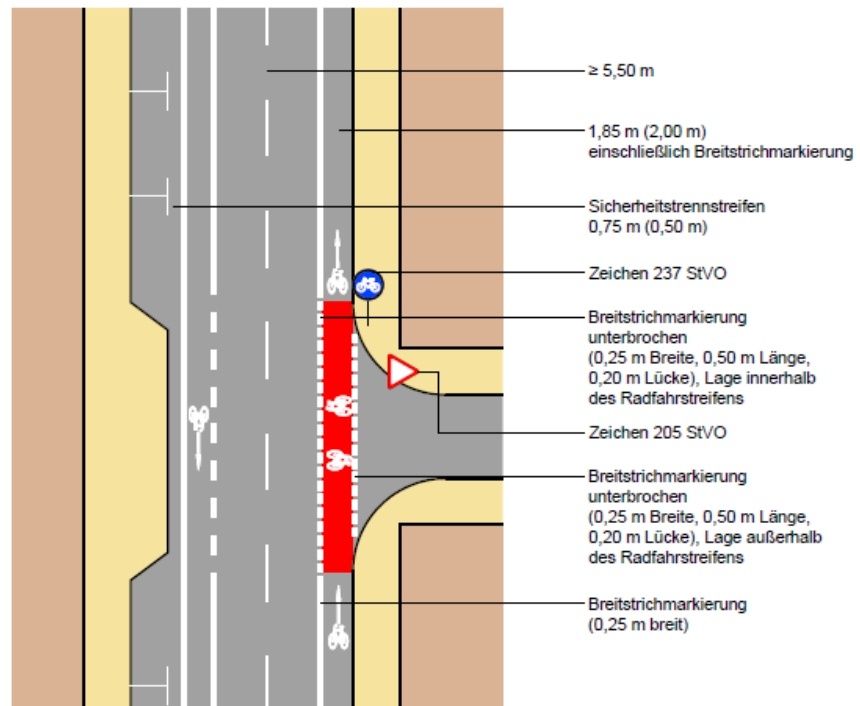 ≥ 5,50 m
1,85 m (2,00 m)
einschließlich Breitstrichmarkierung
Sicherheitstrennstreifen
0,75 m (0,50 m)
Zeichen 237 StVO
Breitstrichmarkierung
unterbrochen
(0,25 m Breite, 0,50 m Länge,
0,20 m Lücke), Lage innerhalb
des Radfahrstreifens
Zeichen 205 StVO
Breitstrichmarkierung
unterbrochen
(0,25 m Breite, 0,50 m Länge,
0,20 m Lücke), Lage außerhalb
des Radfahrstreifens
Breitstrichmarkierung
(0,25 m breit)